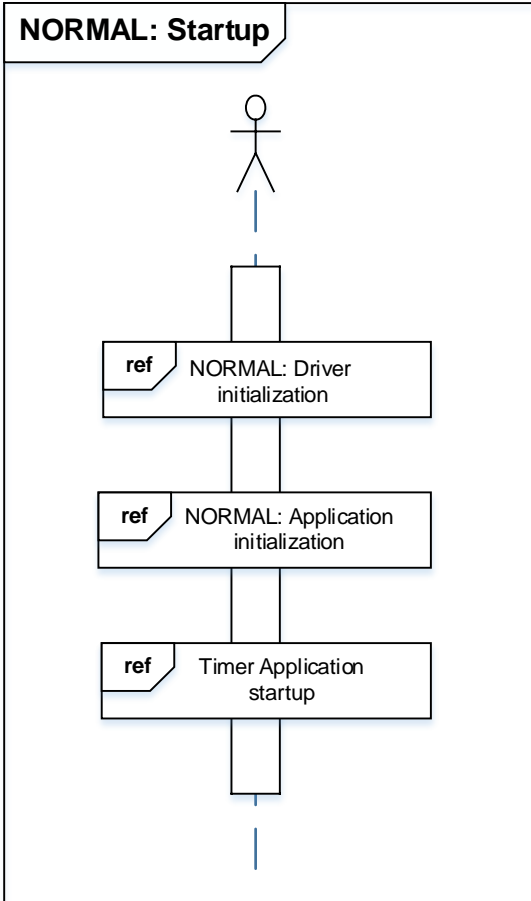 NORMAL: Startup
ref
NORMAL: Driver
initialization
ref
NORMAL: Application
initialization
ref
Timer Application
startup